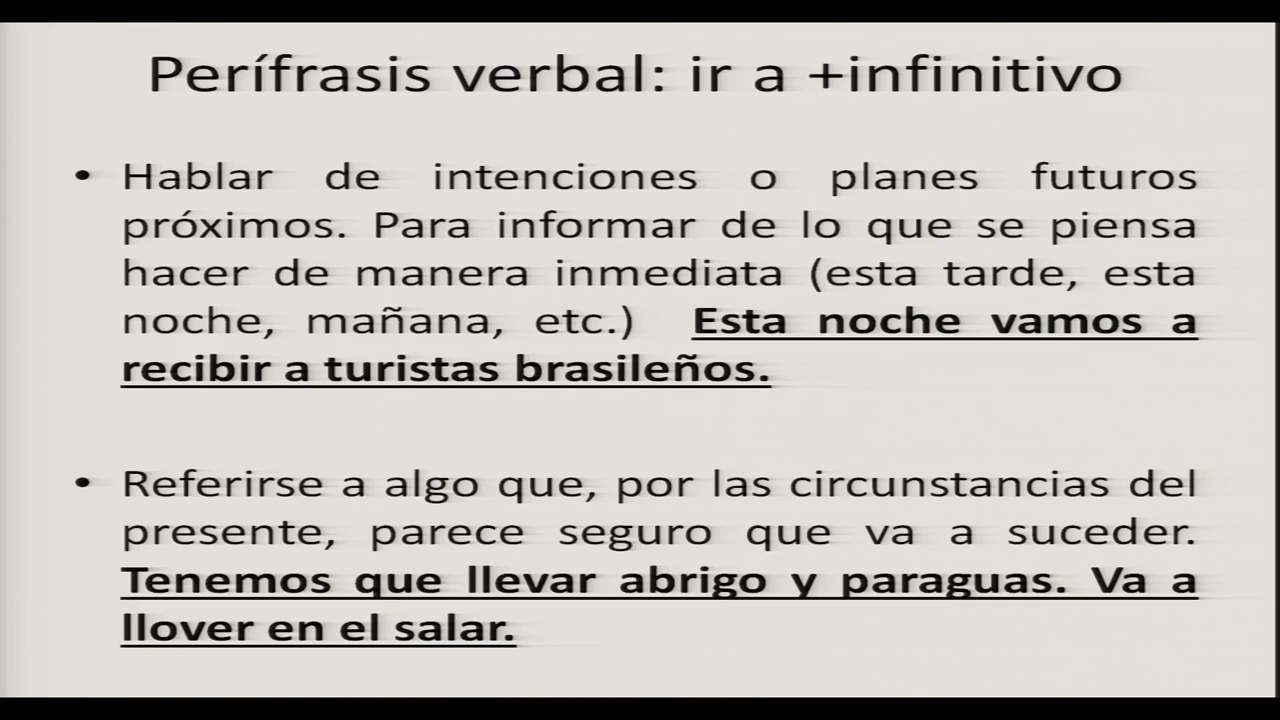 Perífrasis verbal: ir a +infinitivo
• Hablar de intenciones o planes futuros
próximos. Para informar de lo que se piensa
hacer de manera inmediata (esta tarde, esta
noche, mañana, etc.) Esta noche vamos a
recibir a turistas brasileños.
• Referirse a algo que, por las circunstancias del
presente, parece seguro que va a suceder.
Tenemos que llevar abrigo y paraguas. Va a
llover en el salar.